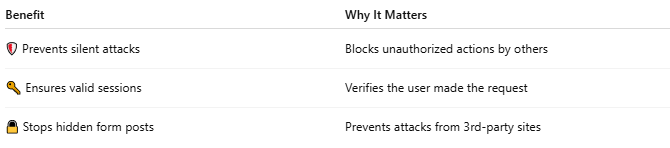 Benefit Why It Matters
🛡️ Prevents silent attacks Blocks unauthorized actions by others
🔑 Ensures valid sessions Verifies the user made the request
🔒 Stops hidden form posts Prevents attacks from 3rd-party sites